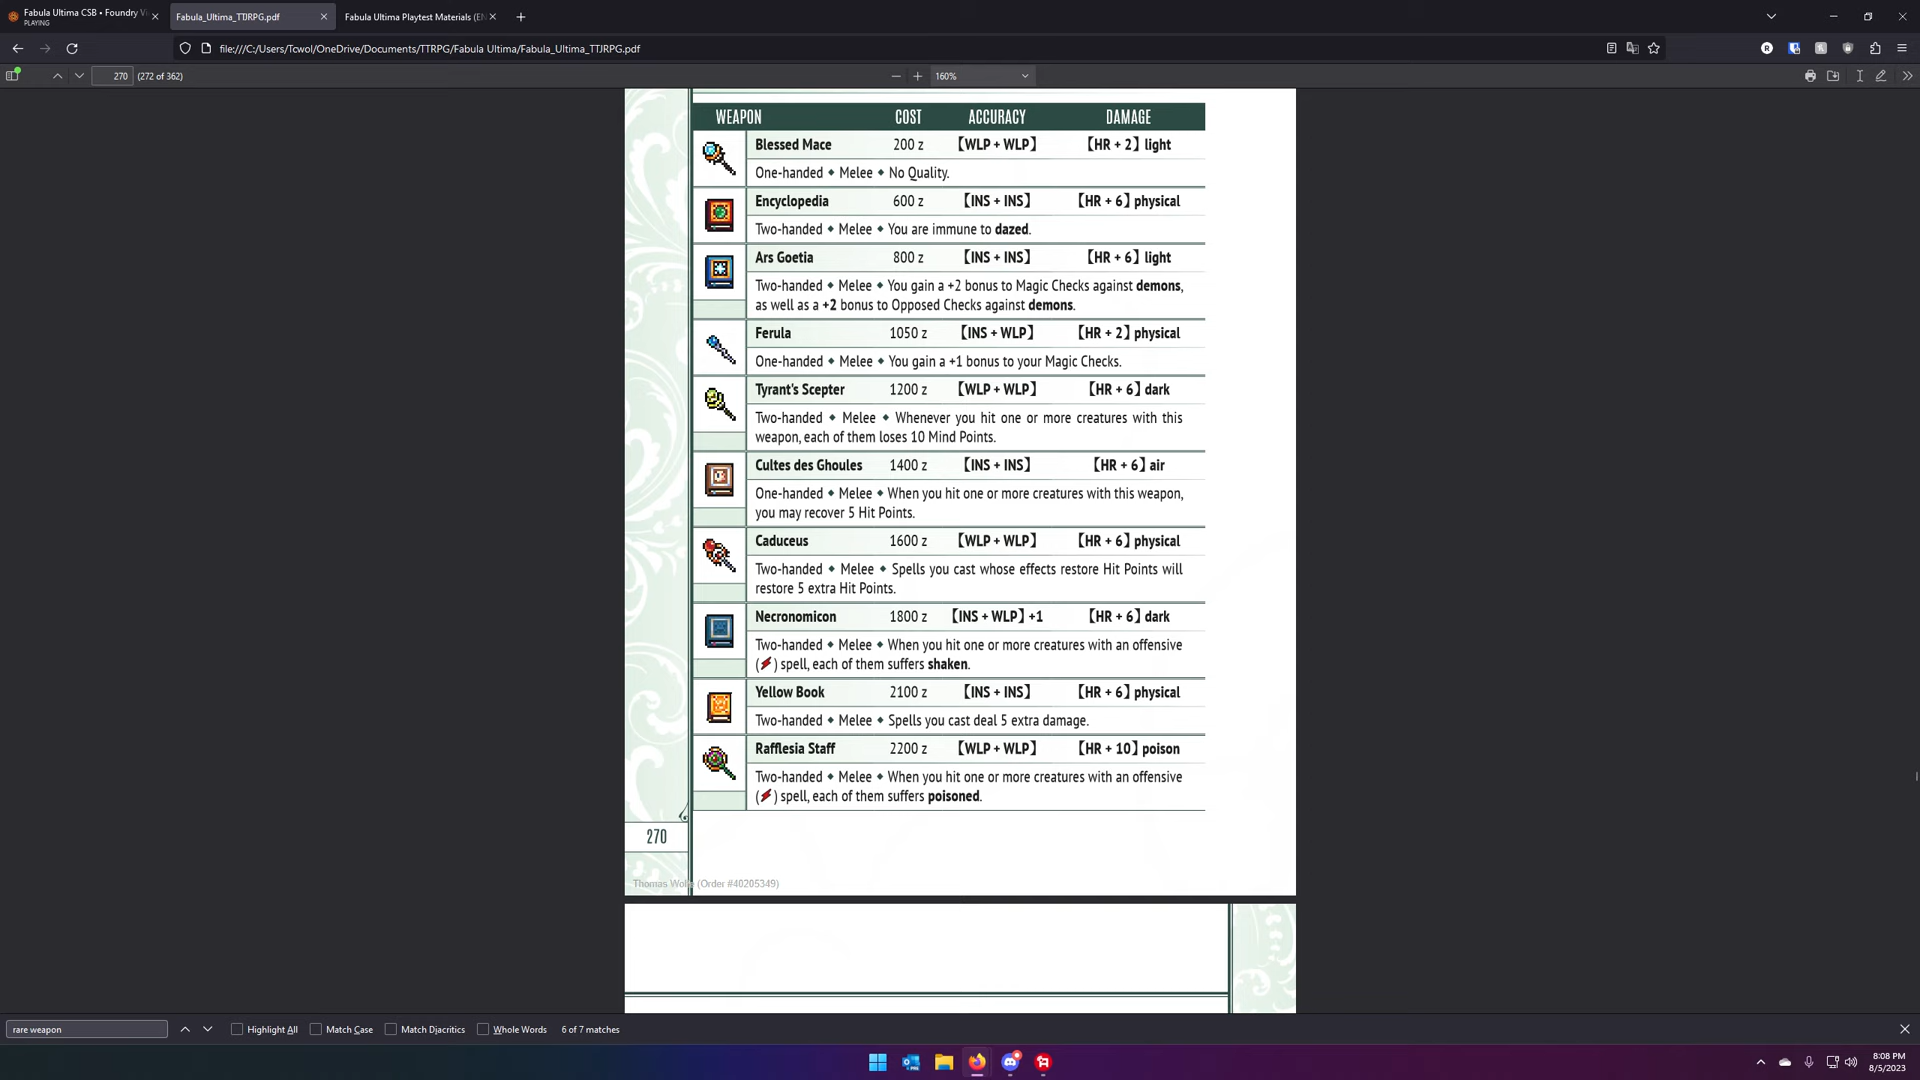 Fabula Ultima CSB • Foundry Vi
PLAYING
Fabula_Ultima_TTJRPG.pdf
Fabula Ultima Playtest Materials (EN
file:///C:/Users/Tcwol/OneDrive/Documents/TTRPG/Fabula Ultima/Fabula_Ultima_TTJRPG.pdf
270 (272 of 362)
160%
WEAPON COST ACCURACY DAMAGE
Blessed Mace 200 z 【WLP + WLP】 【HR + 2】 light
One-handed ◆ Melee ◆ No Quality.
Encyclopedia 600 z 【INS + INS】 【HR + 6】 physical
Two-handed ◆ Melee ◆ You are immune to dazed.
Ars Goetia 800 z 【INS + INS】 【HR + 6】 light
Two-handed ◆ Melee ◆ You gain a +2 bonus to Magic Checks against demons,
as well as a +2 bonus to Opposed Checks against demons.
Ferula 1050 z 【INS + WLP】 【HR + 2】 physical
One-handed ◆ Melee ◆ You gain a +1 bonus to your Magic Checks.
Tyrant's Scepter 1200 z 【WLP + WLP】 【HR + 6】 dark
Two-handed ◆ Melee ◆ Whenever you hit one or more creatures with this
weapon, each of them loses 10 Mind Points.
Cultes des Ghoules 1400 z 【INS + INS】 【HR + 6】 air
One-handed ◆ Melee ◆ When you hit one or more creatures with this weapon,
you may recover 5 Hit Points.
Caduceus 1600 z 【WLP + WLP】 【HR + 6】 physical
Two-handed ◆ Melee ◆ Spells you cast whose effects restore Hit Points will
restore 5 extra Hit Points.
Necronomicon 1800 z 【INS + WLP】 +1 【HR + 6】 dark
Two-handed ◆ Melee ◆ When you hit one or more creatures with an offensive
(⚡) spell, each of them suffers shaken.
Yellow Book 2100 z 【INS + INS】 【HR + 6】 physical
Two-handed ◆ Melee ◆ Spells you cast deal 5 extra damage.
Rafflesia Staff 2200 z 【WLP + WLP】 【HR + 10】 poison
Two-handed ◆ Melee ◆ When you hit one or more creatures with an offensive
(⚡) spell, each of them suffers poisoned.
270
Thomas Wolfe (Order #40205349)
rare weapon Highlight All Match Case Match Diacritics Whole Words 6 of 7 matches
8:08 PM
8/5/2023